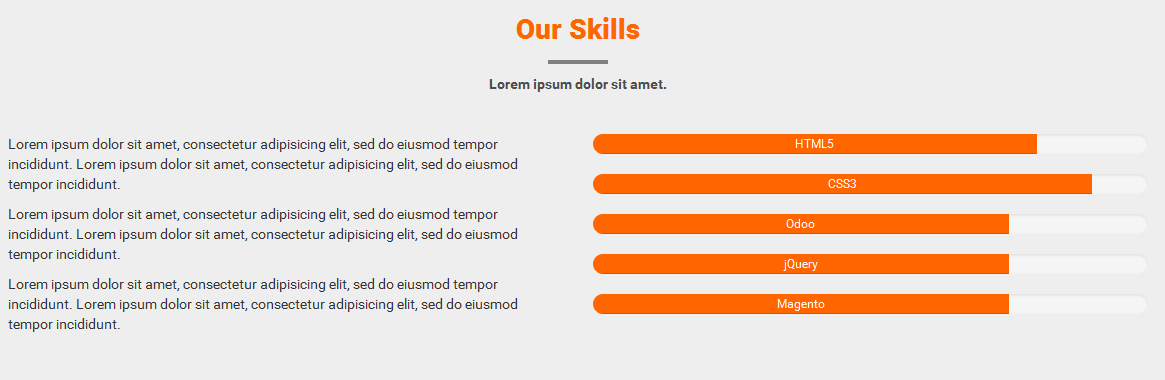 Our Skills
Lorem ipsum dolor sit amet.
Lorem ipsum dolor sit amet, consectetur adipisicing elit, sed do eiusmod tempor
incididunt. Lorem ipsum dolor sit amet, consectetur adipisicing elit, sed do eiusmod
tempor incididunt.
Lorem ipsum dolor sit amet, consectetur adipisicing elit, sed do eiusmod tempor
incididunt. Lorem ipsum dolor sit amet, consectetur adipisicing elit, sed do eiusmod
tempor incididunt.
Lorem ipsum dolor sit amet, consectetur adipisicing elit, sed do eiusmod tempor
incididunt. Lorem ipsum dolor sit amet, consectetur adipisicing elit, sed do eiusmod
tempor incididunt.
HTML5
CSS3
Odoo
jQuery
Magento